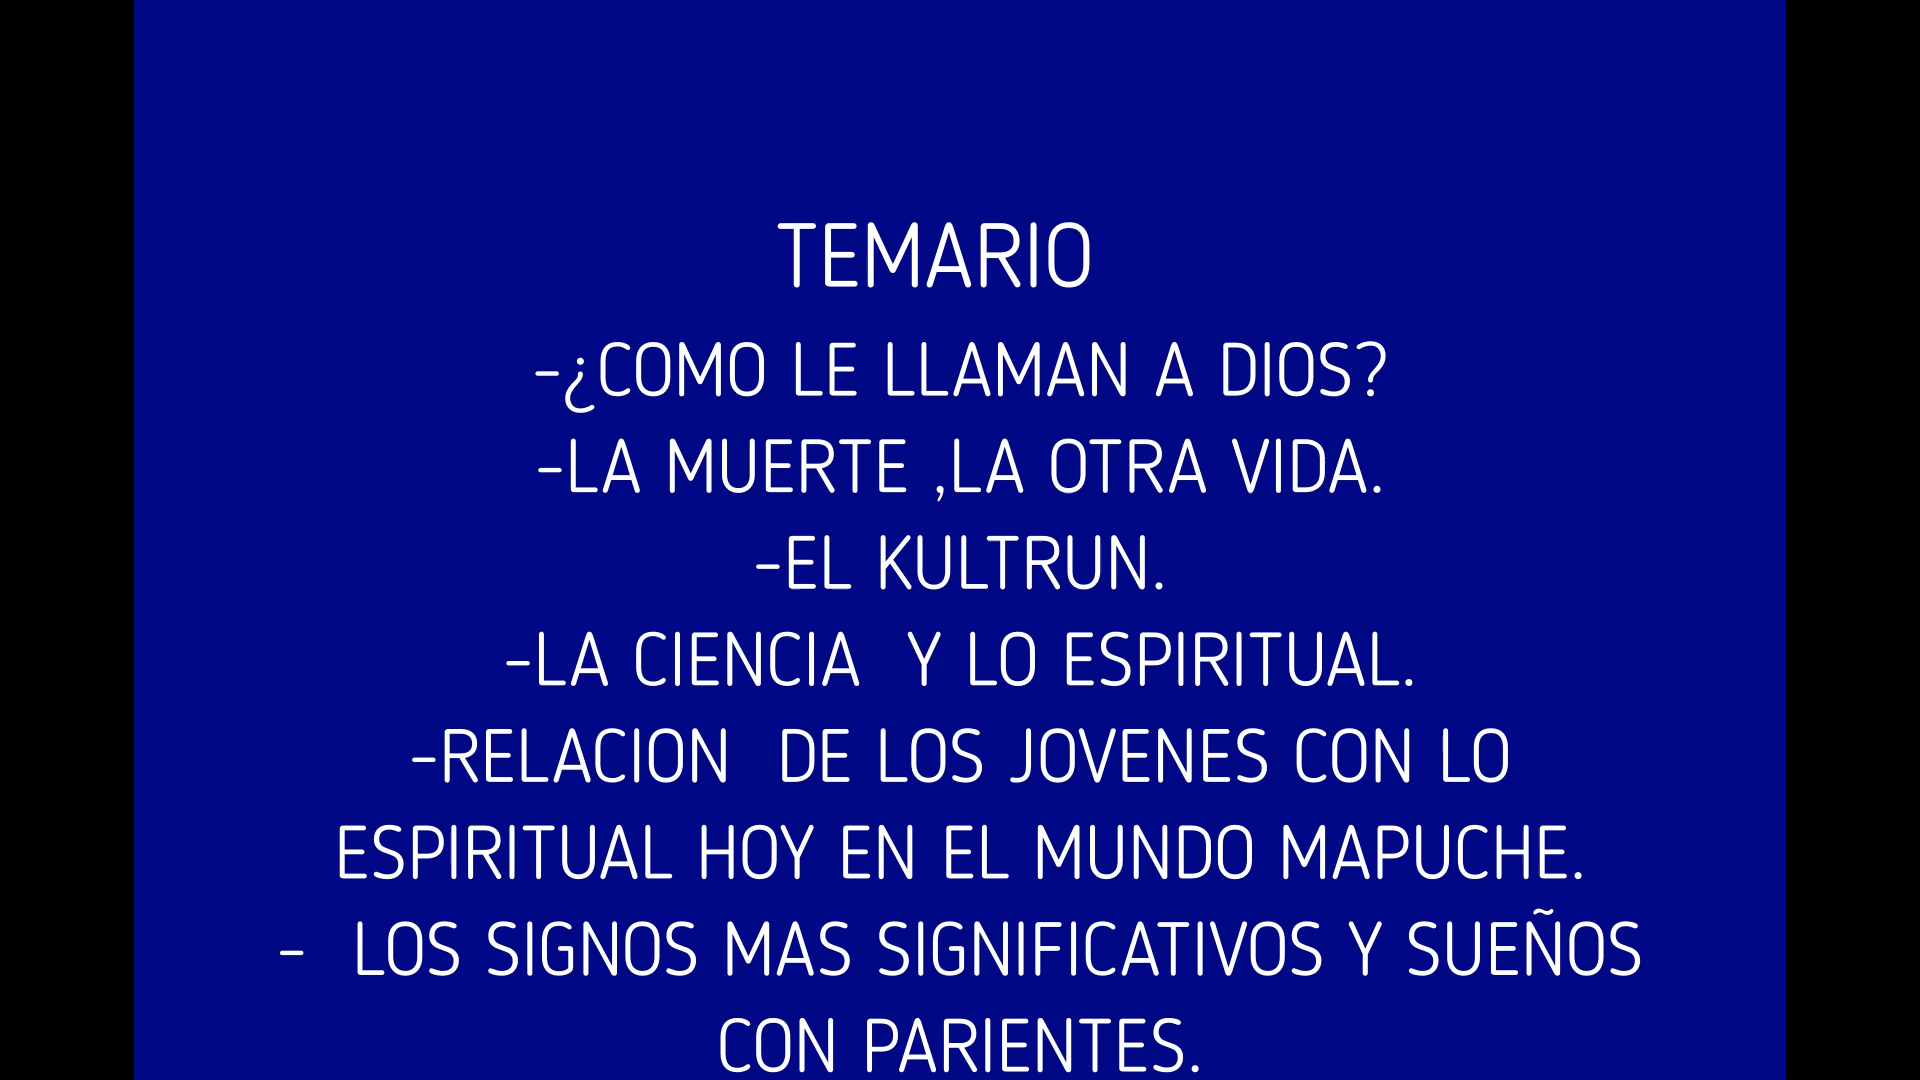 TEMARIO
-¿COMO LE LLAMAN A DIOS?
-LA MUERTE ,LA OTRA VIDA.
-EL KULTRUN.
-LA CIENCIA  Y LO ESPIRITUAL.
-RELACION  DE LOS JOVENES CON LO
ESPIRITUAL HOY EN EL MUNDO MAPUCHE.
-  LOS SIGNOS MAS SIGNIFICATIVOS Y SUEÑOS
CON PARIENTES.